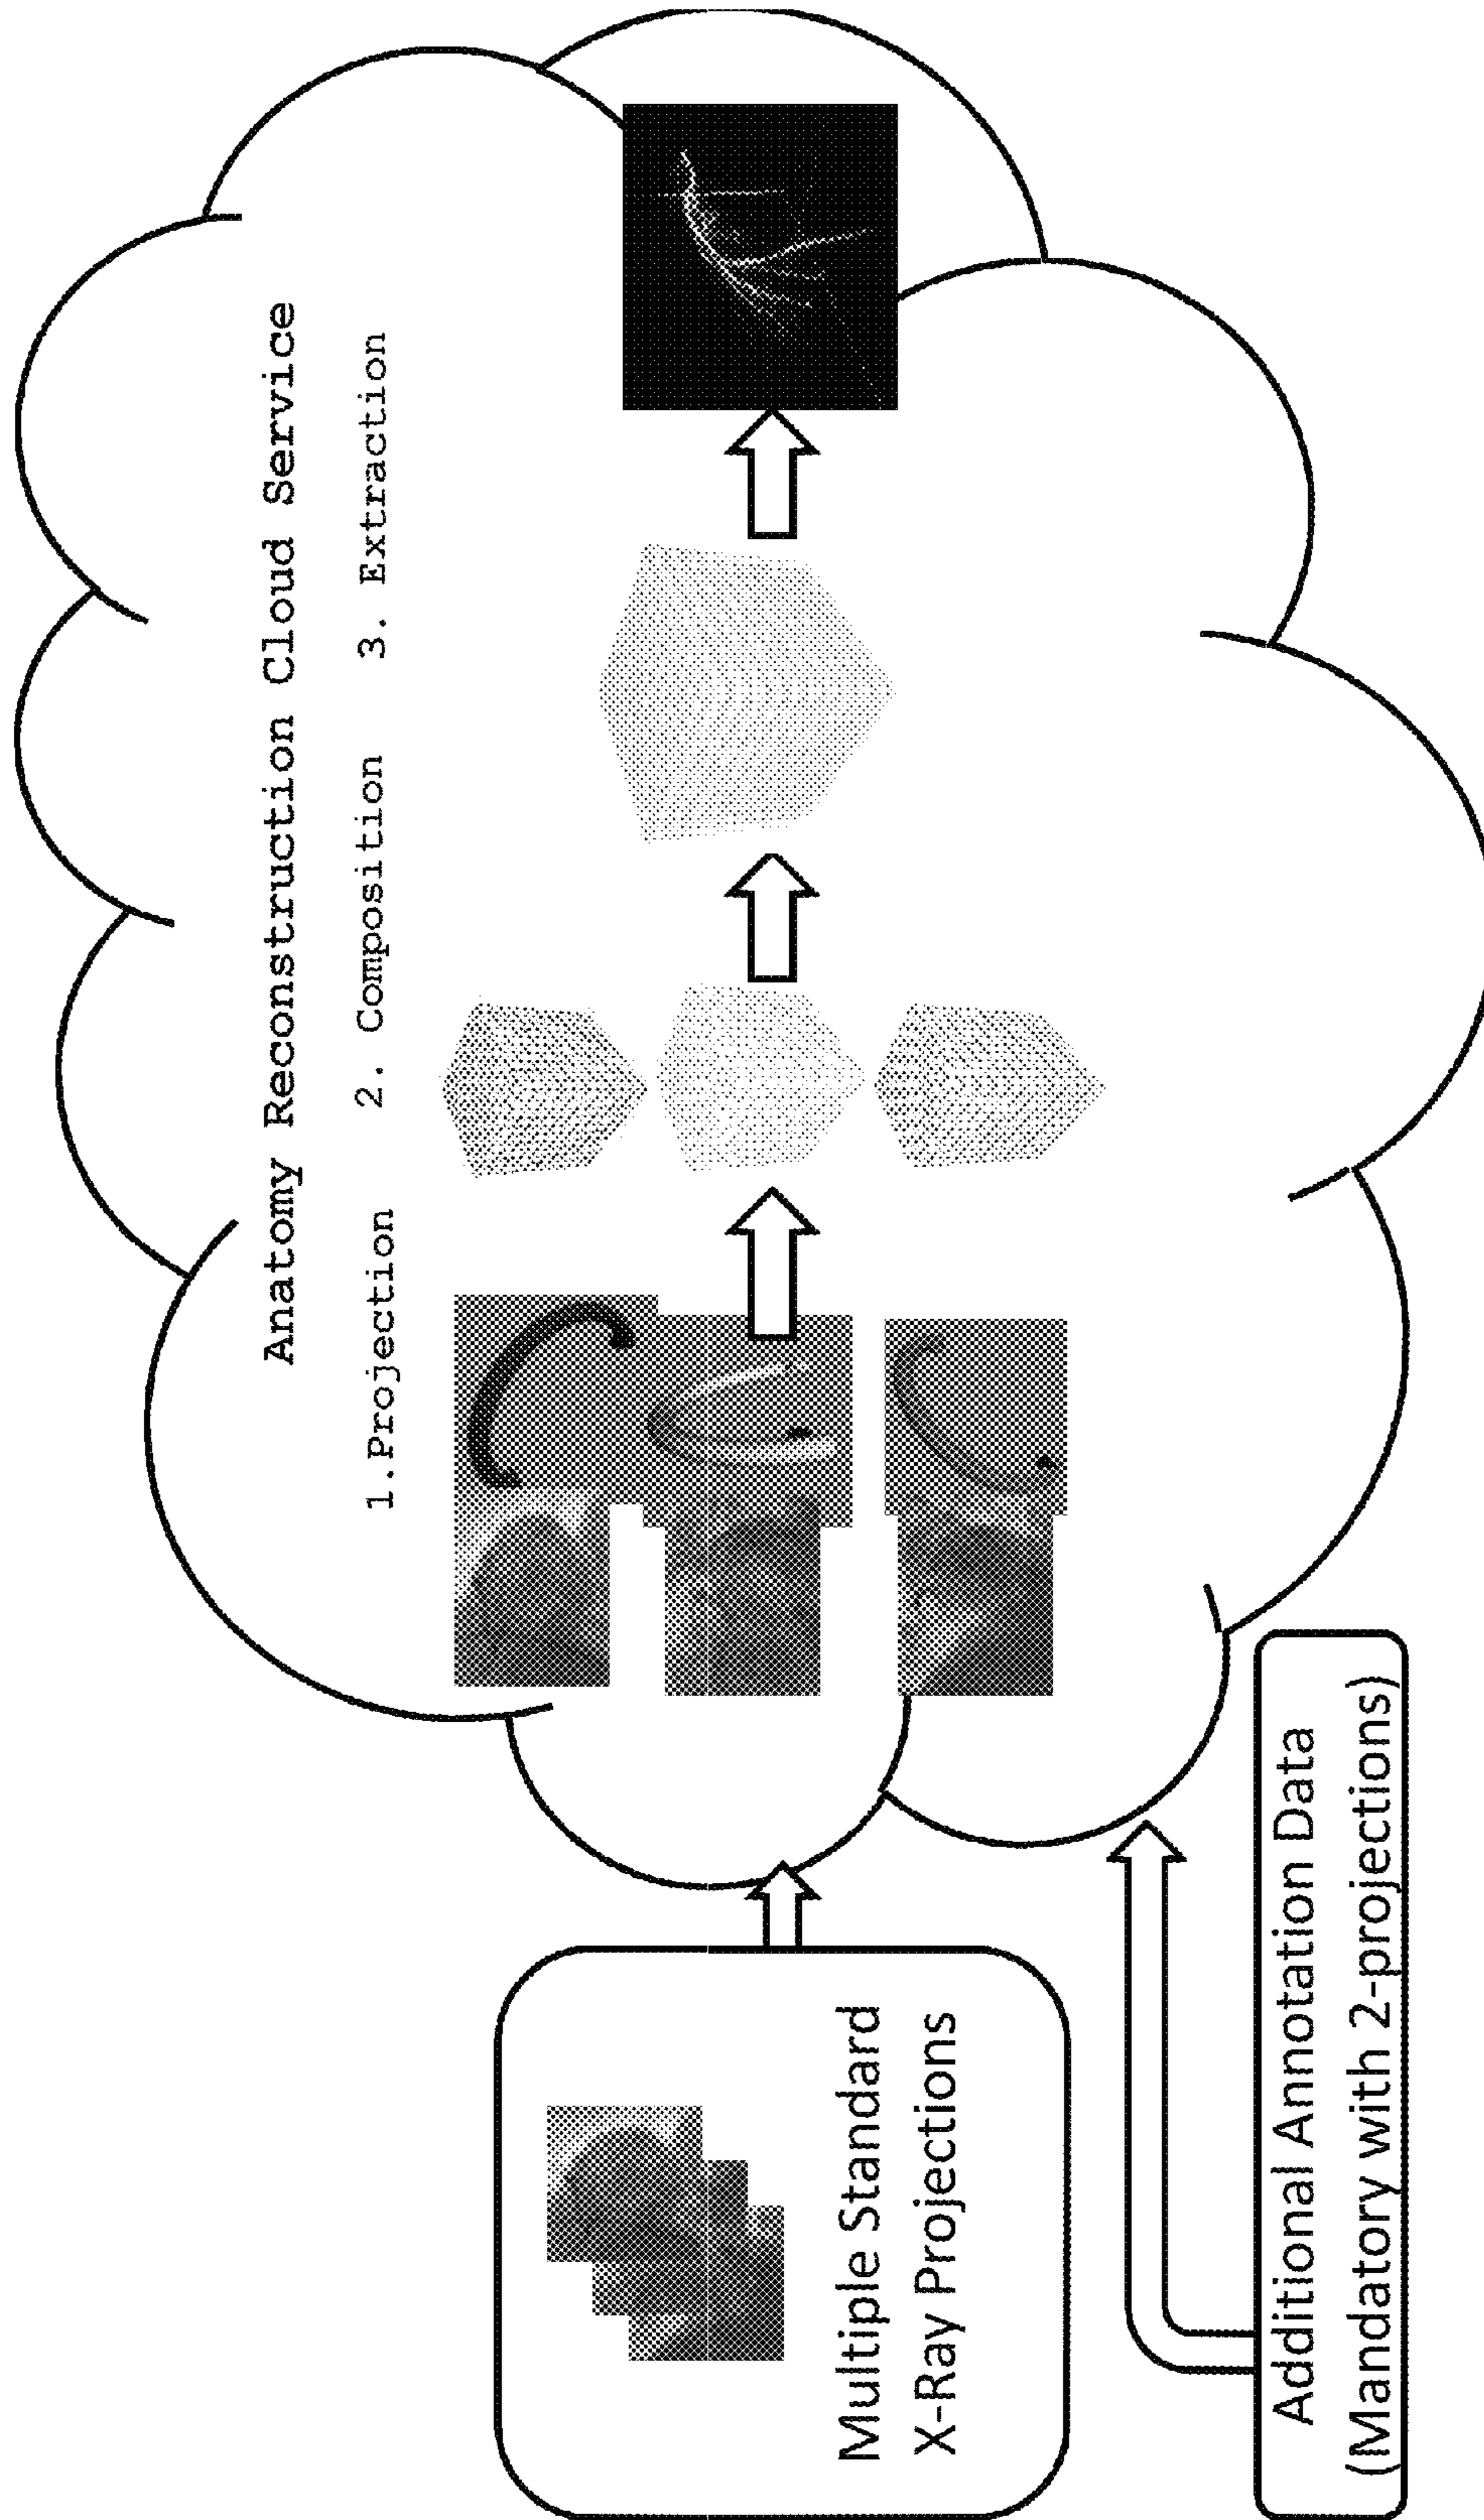 Anatomy Reconstruction Cloud Service
1.Projection 2. Composition 3. Extraction
Multiple Standard
X-Ray Projections
Additional Annotation Data
(Mandatory with 2-projections)